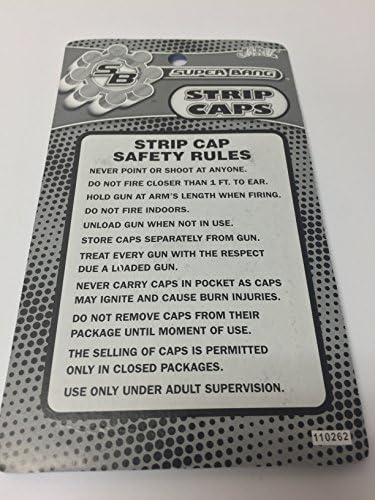 SB
SUPER BANG
STRIP
CAPS
STRIP CAP
SAFETY RULES
NEVER POINT OR SHOOT AT ANYONE.
DO NOT FIRE CLOSER THAN 1 FT. TO EAR.
HOLD GUN AT ARM'S LENGTH WHEN FIRING.
DO NOT FIRE INDOORS.
UNLOAD GUN WHEN NOT IN USE.
STORE CAPS SEPARATELY FROM GUN.
TREAT EVERY GUN WITH THE RESPECT
DUE A LOADED GUN.
NEVER CARRY CAPS IN POCKET AS CAPS
MAY IGNITE AND CAUSE BURN INJURIES.
DO NOT REMOVE CAPS FROM THEIR
PACKAGE UNTIL MOMENT OF USE.
THE SELLING OF CAPS IS PERMITTED
ONLY IN CLOSED PACKAGES.
USE ONLY UNDER ADULT SUPERVISION.
110262